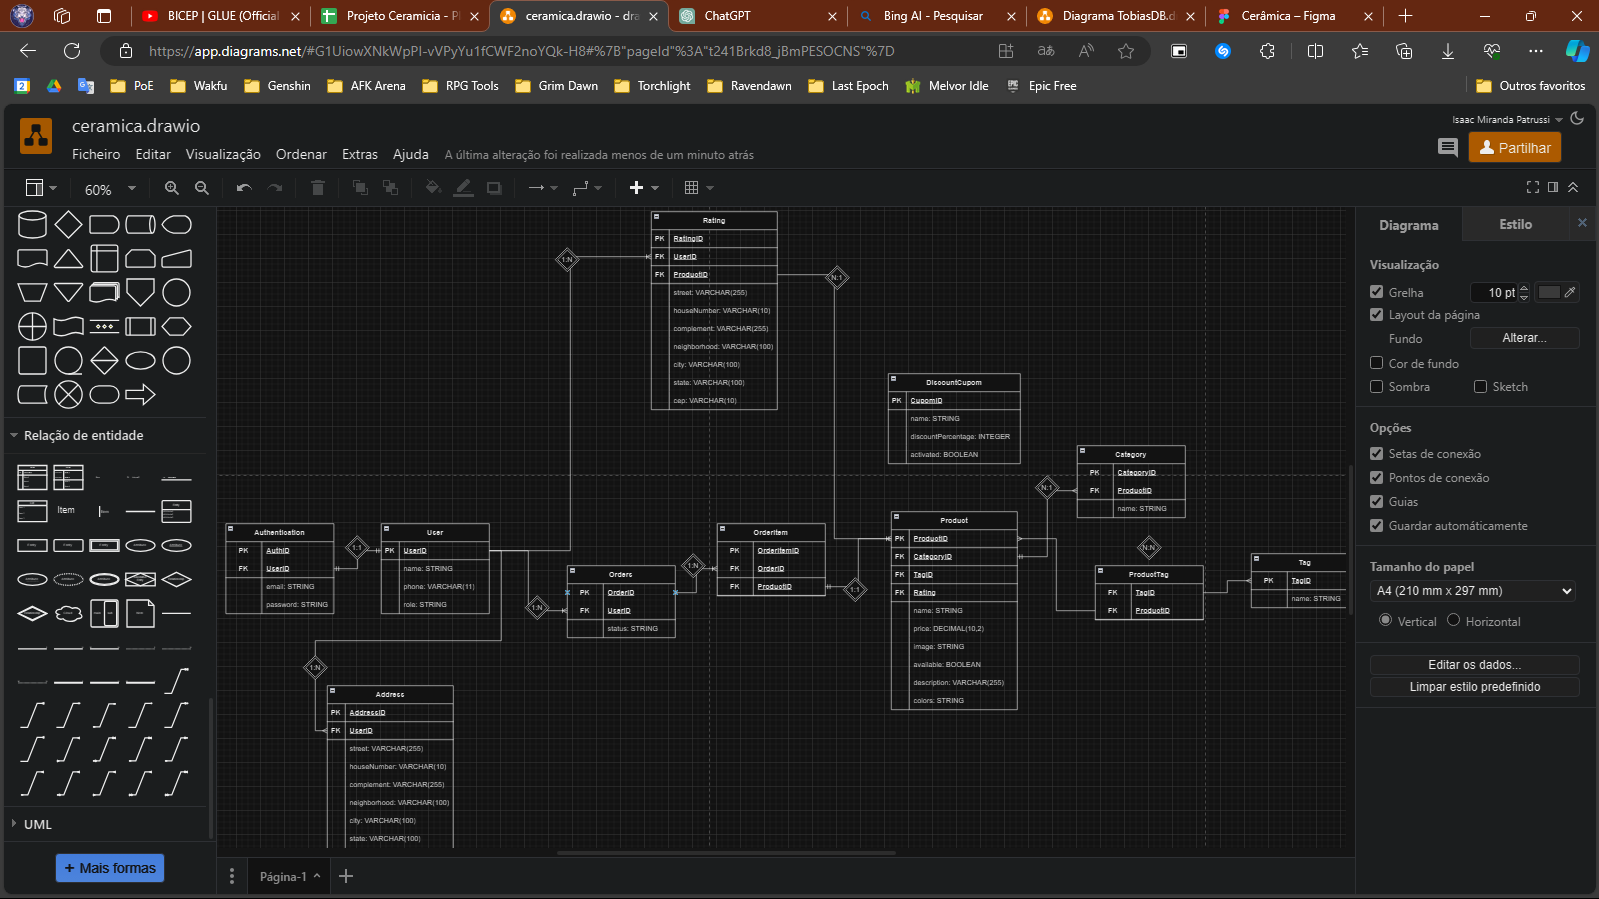 BICEP | GLUE (Official
Projeto Ceramicia - Pl
ceramica.drawio - dra
ChatGPT
Bing AI - Pesquisar
Diagrama TobiasDB.d
Cerâmica – Figma
https://app.diagrams.net/#G1UiowXNkWpPI-vVPyYu1fCWF2noYQk-H8#%7B"pageId"%3A"t241Brkd8_jBmPESOCNS"%7D
PoE
Wakfu
Genshin
AFK Arena
RPG Tools
Grim Dawn
Torchlight
Ravendawn
Last Epoch
Melvor Idle
Epic Free
Outros favoritos
ceramica.drawio
Isaac Miranda Patrussi
Ficheiro Editar Visualização Ordenar Extras Ajuda
A última alteração foi realizada menos de um minuto atrás
Partilhar
60%
Relação de entidade
Item
UML
+ Mais formas
Rating
PK RatingID
FK UserID
FK ProductID
street: VARCHAR(255)
houseNumber: VARCHAR(10)
complement: VARCHAR(255)
neighborhood: VARCHAR(100)
city: VARCHAR(100)
state: VARCHAR(100)
cep: VARCHAR(10)
1:N
N:1
DiscountCupom
PK CupomID
name: STRING
discountPercentage: INTEGER
activated: BOOLEAN
Category
PK CategoryID
FK ProductID
name: STRING
N:1
Authentication
PK AuthID
FK UserID
email: STRING
password: STRING
1:1
User
PK UserID
name: STRING
phone: VARCHAR(11)
role: STRING
1:N
Orders
PK OrderID
FK UserID
status: STRING
1:N
OrderItem
PK OrderItemID
FK OrderID
FK ProductID
1:1
Product
PK ProductID
FK CategoryID
FK TagID
FK Rating
name: STRING
price: DECIMAL(10,2)
image: STRING
available: BOOLEAN
description: VARCHAR(255)
colors: STRING
N:N
ProductTag
FK TagID
FK ProductID
Tag
PK TagID
name: STRING
1:N
Address
PK AddressID
FK UserID
street: VARCHAR(255)
houseNumber: VARCHAR(10)
complement: VARCHAR(255)
neighborhood: VARCHAR(100)
city: VARCHAR(100)
state: VARCHAR(100)
Página-1
Diagrama
Estilo
Visualização
Grelha
10 pt
Layout da página
Fundo
Alterar...
Cor de fundo
Sombra
Sketch
Opções
Setas de conexão
Pontos de conexão
Guias
Guardar automáticamente
Tamanho do papel
A4 (210 mm x 297 mm)
Vertical
Horizontal
Editar os dados...
Limpar estilo predefinido